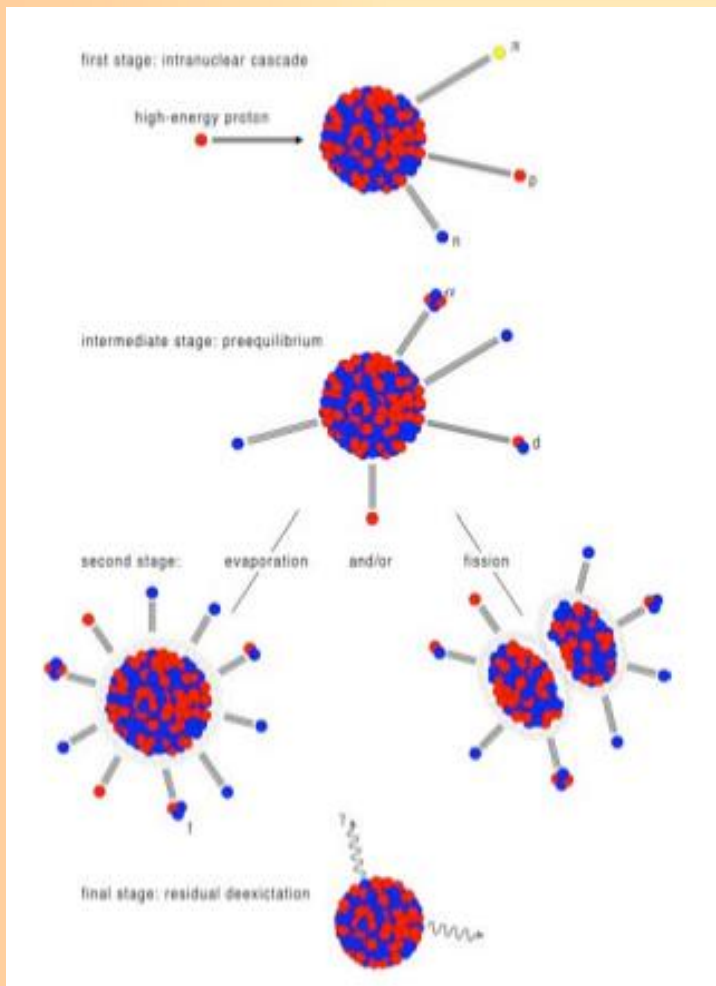 first stage: intranuclear cascade
high-energy proton
p
n
intermediate stage: preequilibrium
d
second stage:   evaporation   and/or   fission
final stage: residual deexictation